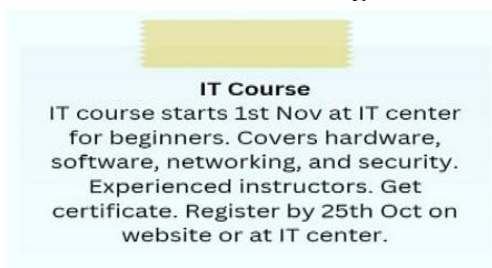 IT Course
IT course starts 1st Nov at IT center
for beginners. Covers hardware,
software, networking, and security.
Experienced instructors. Get
certificate. Register by 25th Oct on
website or at IT center.